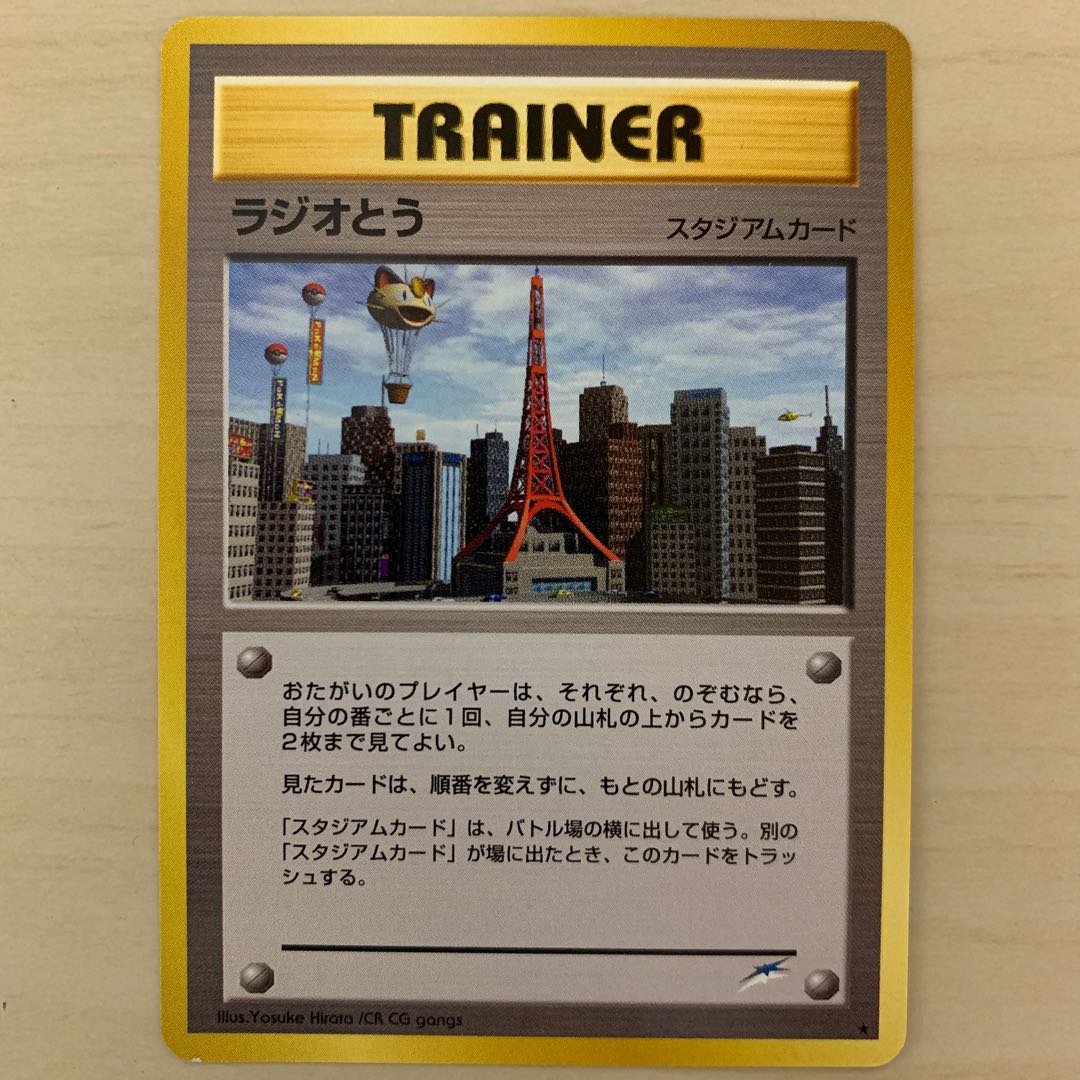 TRAINER
ラジオとう
スタジアムカード
POKéMON
POKéMON
おたがいのプレイヤーは、それぞれ、のぞむなら、
自分の番ごとに1回、自分の山札の上からカードを
2枚まで見てよい。
見たカードは、順番を変えずに、もとの山札にもどす。
「スタジアムカード」は、バトル場の横に出して使う。別の
「スタジアムカード」が場に出たとき、このカードをトラッ
シュする。
Illus.Yosuke Hirata /CR CG gangs
★